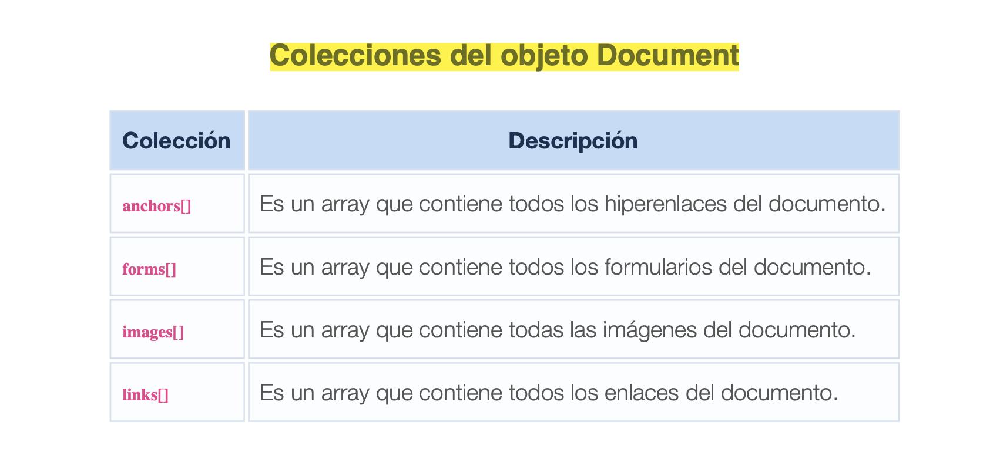 Colecciones del objeto Document
Colección Descripción
anchors[] Es un array que contiene todos los hiperenlaces del documento.
forms[] Es un array que contiene todos los formularios del documento.
images[] Es un array que contiene todas las imágenes del documento.
links[] Es un array que contiene todos los enlaces del documento.